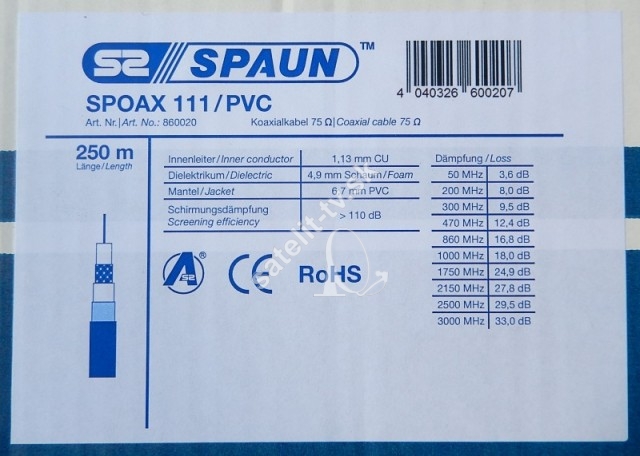 SPAUN™
4 040326 600207
SPOAX 111/PVC
Art. Nr.|Art. No.: 860020
Koaxialkabel 75 Ω|Coaxial cable 75 Ω
250 m
Länge/Length
Innenleiter/Inner conductor 1,13 mm CU
Dielektrikum/Dielectric 4,9 mm Schaum/Foam
Mantel/Jacket 6,7 mm PVC
Schirmungsdämpfung
Screening efficiency > 110 dB
Dämpfung/Loss
50 MHz 3,6 dB
200 MHz 8,0 dB
300 MHz 9,5 dB
470 MHz 12,4 dB
860 MHz 16,8 dB
1000 MHz 18,0 dB
1750 MHz 24,9 dB
2150 MHz 27,8 dB
2500 MHz 29,5 dB
3000 MHz 33,0 dB
A ®
CE
RoHS
satelit-tv.sk